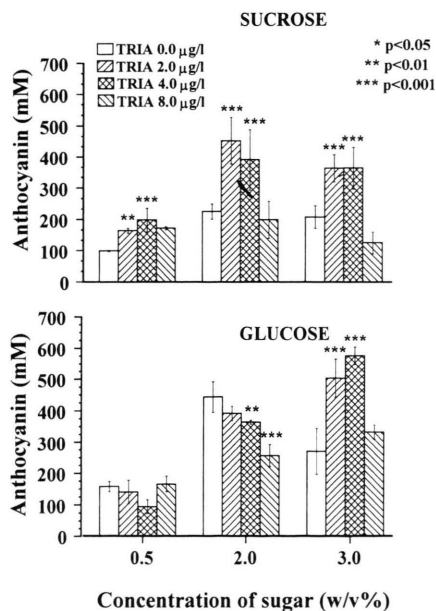 SUCROSE
TRIA 0.0 μg/l
TRIA 2.0 μg/l
TRIA 4.0 μg/l
TRIA 8.0 μg/l
* p<0.05
** p<0.01
*** p<0.001
Anthocyanin (mM)
700
600
500
400
300
200
100
0
** *** *** *** *** ***
GLUCOSE
Anthocyanin (mM)
700
600
500
400
300
200
100
0
** *** *** ***
0.5 2.0 3.0
Concentration of sugar (w/v%)